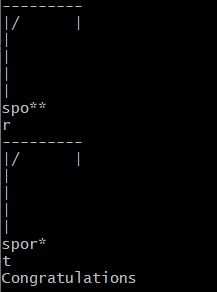 ---------
|/      |
|
|
|
|
spo**
r
---------
|/      |
|
|
|
|
spor*
t
Congratulations